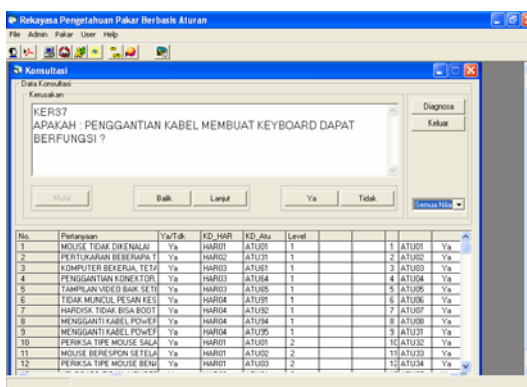 Rekayasa Pengetahuan Pakar Berbasis Aturan
File Admin Pakar User Help
Konsultasi
Data Konsultasi
Kerusakan
KER37
APAKAH : PENGGANTIAN KABEL MEMBUAT KEYBOARD DAPAT
BERFUNGSI ?
Diagnosa
Keluar
Mulai Balik Lanjut Ya Tidak
Semua Nilai
No. Pertanyaan Ya/Tdk KD_HAR KD_Atu Level
1 MOUSE TIDAK DIKENALAI Ya HAR01 ATU01 1 1 ATU01 Ya
2 PERTUKARAN BEBERAPA T Ya HAR02 ATU31 1 2 ATU02 Ya
3 KOMPUTER BEKERJA, TETA Ya HAR03 ATU61 1 3 ATU03 Ya
4 PENGGANTIAN KONEKTOR, Ya HAR03 ATU64 1 4 ATU04 Ya
5 TAMPILAN VIDEO BAIK SETI Ya HAR03 ATU65 1 5 ATU05 Ya
6 TIDAK MUNCUL PESAN KES Ya HAR04 ATU91 1 6 ATU06 Ya
7 HARDISK TIDAK BISA BOOT Ya HAR04 ATU92 1 7 ATU07 Ya
8 MENGGANTI KABEL POWEF Ya HAR04 ATU94 1 8 ATU08 Ya
9 MENGGANTI KABEL POWEF Ya HAR04 ATU95 1 9 ATU31 Ya
10 PERIKSA TIPE MOUSE SALA Ya HAR01 ATU02 2 10 ATU32 Ya
11 MOUSE BERESPON SETELA Ya HAR01 ATU03 2 11 ATU33 Ya
12 PERIKSA TIPE MOUSE BENA Ya HAR01 ATU02 2 12 ATU34 Ya